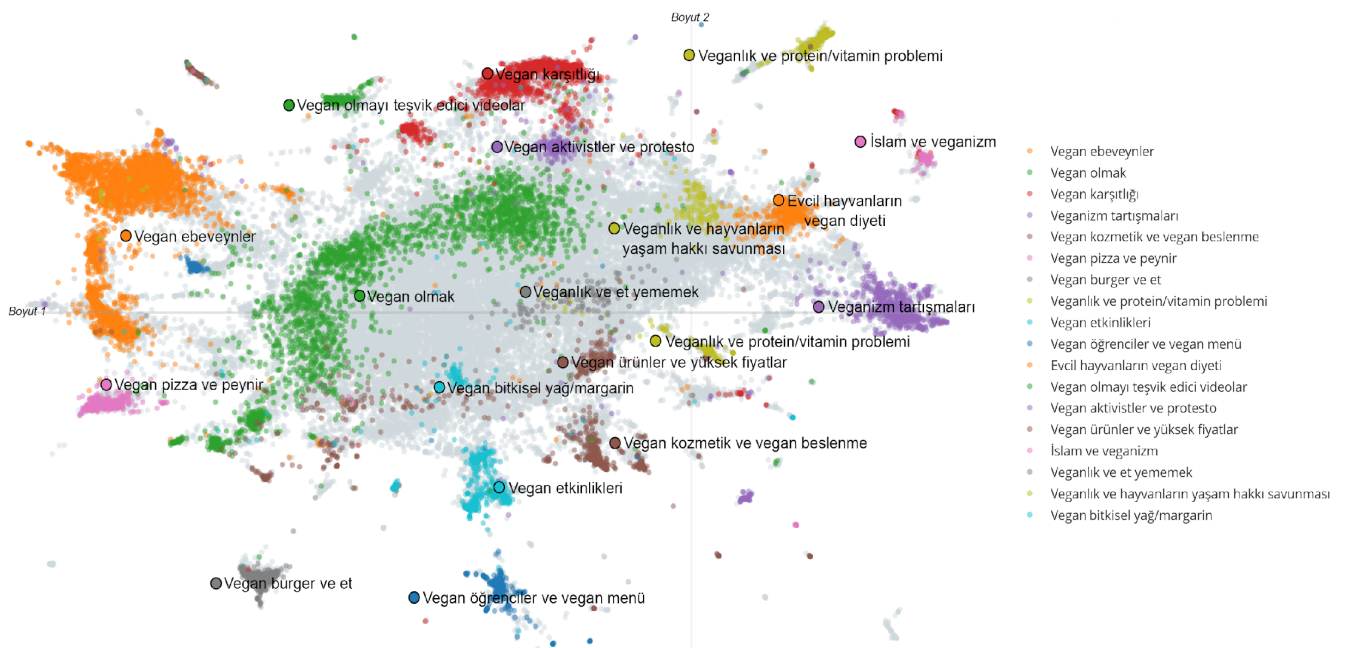 Boyut 2
Veganlık ve protein/vitamin problemi
Vegan karşıtlığı
Vegan olmayı teşvik edici videolar
Vegan aktivistler ve protesto
İslam ve veganizm
Evcil hayvanların
vegan diyeti
Vegan ebeveynler
Veganlık ve hayvanların
yaşam hakkı savunması
Vegan olmak
Veganlık ve et yememek
Boyut 1
Veganizm tartışmaları
Veganlık ve protein/vitamin problemi
Vegan ürünler ve yüksek fiyatlar
Vegan pizza ve peynir
Vegan bitkisel yağ/margarin
Vegan kozmetik ve vegan beslenme
Vegan etkinlikleri
Vegan burger ve et
Vegan öğrenciler ve vegan menü
Vegan ebeveynler
Vegan olmak
Vegan karşıtlığı
Veganizm tartışmaları
Vegan kozmetik ve vegan beslenme
Vegan pizza ve peynir
Vegan burger ve et
Veganlık ve protein/vitamin problemi
Vegan etkinlikleri
Vegan öğrenciler ve vegan menü
Evcil hayvanların vegan diyeti
Vegan olmayı teşvik edici videolar
Vegan aktivistler ve protesto
Vegan ürünler ve yüksek fiyatlar
İslam ve veganizm
Veganlık ve et yememek
Veganlık ve hayvanların yaşam hakkı savunması
Vegan bitkisel yağ/margarin